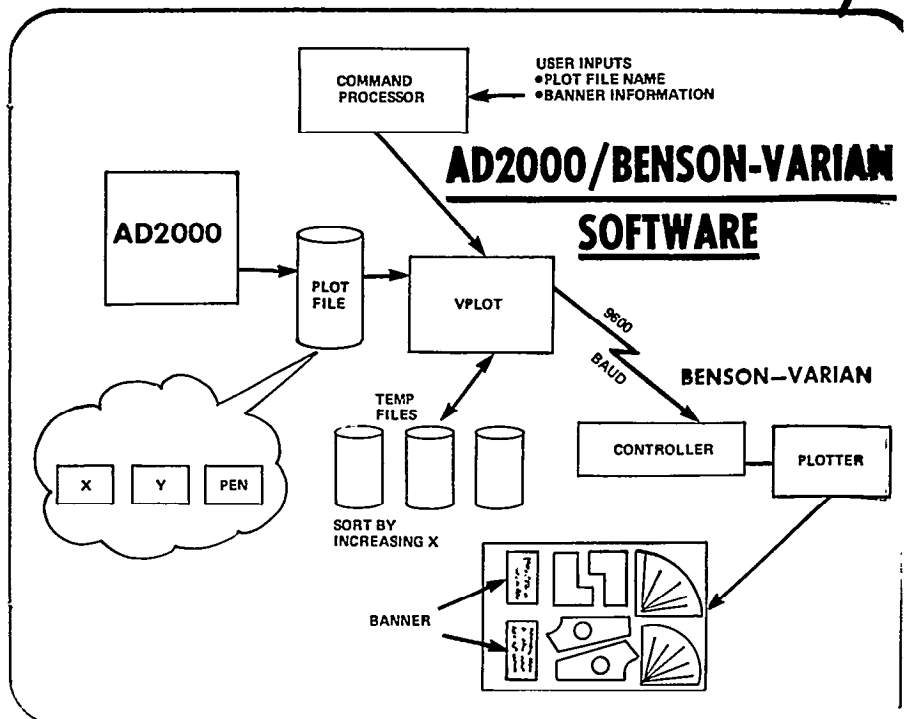 COMMAND
PROCESSOR
USER INPUTS
•PLOT FILE NAME
•BANNER INFORMATION
AD2000/BENSON-VARIAN
SOFTWARE
AD2000
PLOT
FILE
VPLOT
9600
BAUD
BENSON–VARIAN
TEMP
FILES
CONTROLLER
PLOTTER
X
Y
PEN
SORT BY
INCREASING X
BANNER